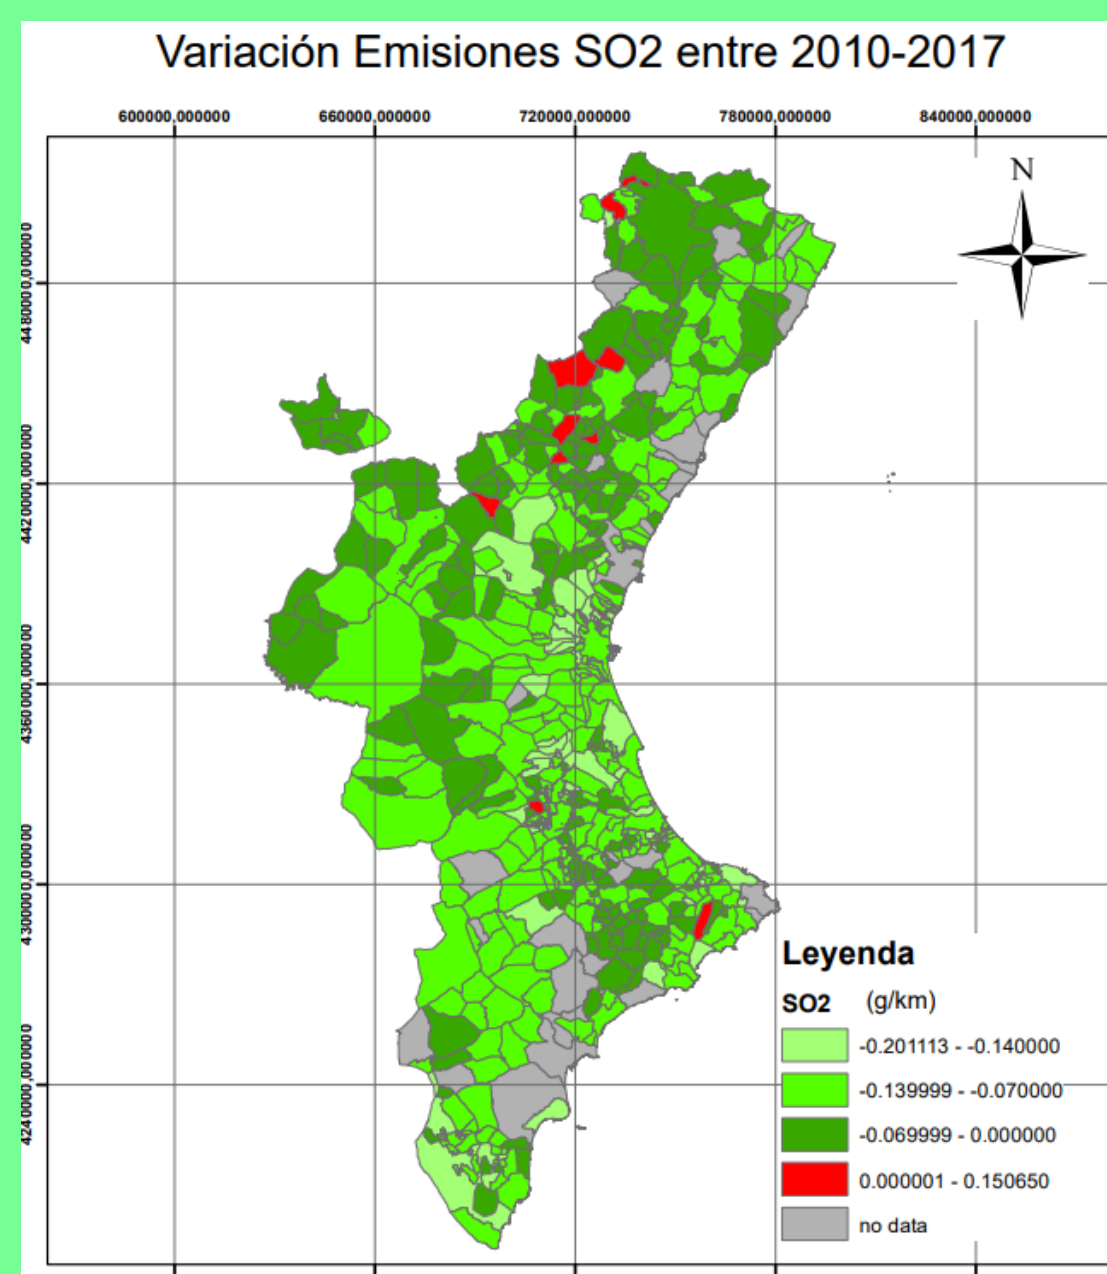 Variación Emisiones SO2 entre 2010-2017
600000,000000 660000,000000 720000,000000 780000,000000 840000,000000
N
4480000,000000
4420000,000000
4360000,000000
4300000,000000
4240000,000000
Leyenda
SO2 (g/km)
-0.201113 - -0.140000
-0.139999 - -0.070000
-0.069999 - 0.000000
0.000001 - 0.150650
no data